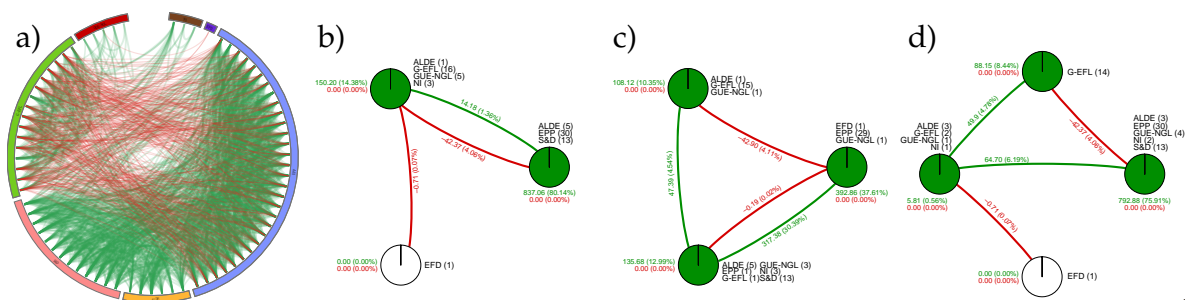 a)
b)
ALDE (1)
G-EFL (16)
GUE-NGL (5)
NI (3)
150.20 (14.38%)
0.00 (0.00%)
14.18 (1.36%)
−42.37 (4.06%)
−0.71 (0.07%)
ALDE (5)
EPP (30)
S&D (13)
837.06 (80.14%)
0.00 (0.00%)
0.00 (0.00%)
0.00 (0.00%)
EFD (1)
c)
108.12 (10.35%)
0.00 (0.00%)
ALDE (1)
G-EFL (15)
GUE-NGL (1)
−42.90 (4.11%)
47.39 (4.54%)
EFD (1)
EPP (29)
GUE-NGL (1)
392.86 (37.61%)
0.00 (0.00%)
−0.19 (0.02%)
317.38 (30.39%)
135.68 (12.99%)
0.00 (0.00%)
ALDE (5) GUE-NGL (3)
EPP (1) NI (3)
G-EFL (1) S&D (13)
d)
88.15 (8.44%)
0.00 (0.00%)
G-EFL (14)
49.9 (4.78%)
−42.37 (4.06%)
ALDE (3)
G-EFL (2)
GUE-NGL (1)
NI (1)
64.70 (6.19%)
ALDE (3)
EPP (30)
GUE-NGL (4)
NI (2)
S&D (13)
5.81 (0.56%)
0.00 (0.00%)
792.88 (75.91%)
0.00 (0.00%)
−0.71 (0.07%)
0.00 (0.00%)
0.00 (0.00%)
EFD (1)